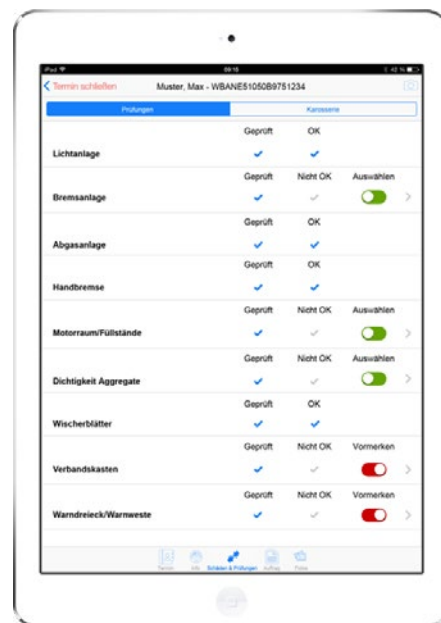 iPad 09:15 42 %
Termin schließen Muster, Max - WBANE51050B9751234
Prüfungen Karosserie
Geprüft OK
Lichtanlage
Geprüft Nicht OK Auswählen
Bremsanlage
Geprüft OK
Abgasanlage
Geprüft OK
Handbremse
Geprüft Nicht OK Auswählen
Motorraum/Füllstände
Geprüft Nicht OK Auswählen
Dichtigkeit Aggregate
Geprüft OK
Wischerblätter
Geprüft Nicht OK Vormerken
Verbandskasten
Geprüft Nicht OK Vormerken
Warndreieck/Warnweste
Termin Info Schäden & Prüfungen Auftrag